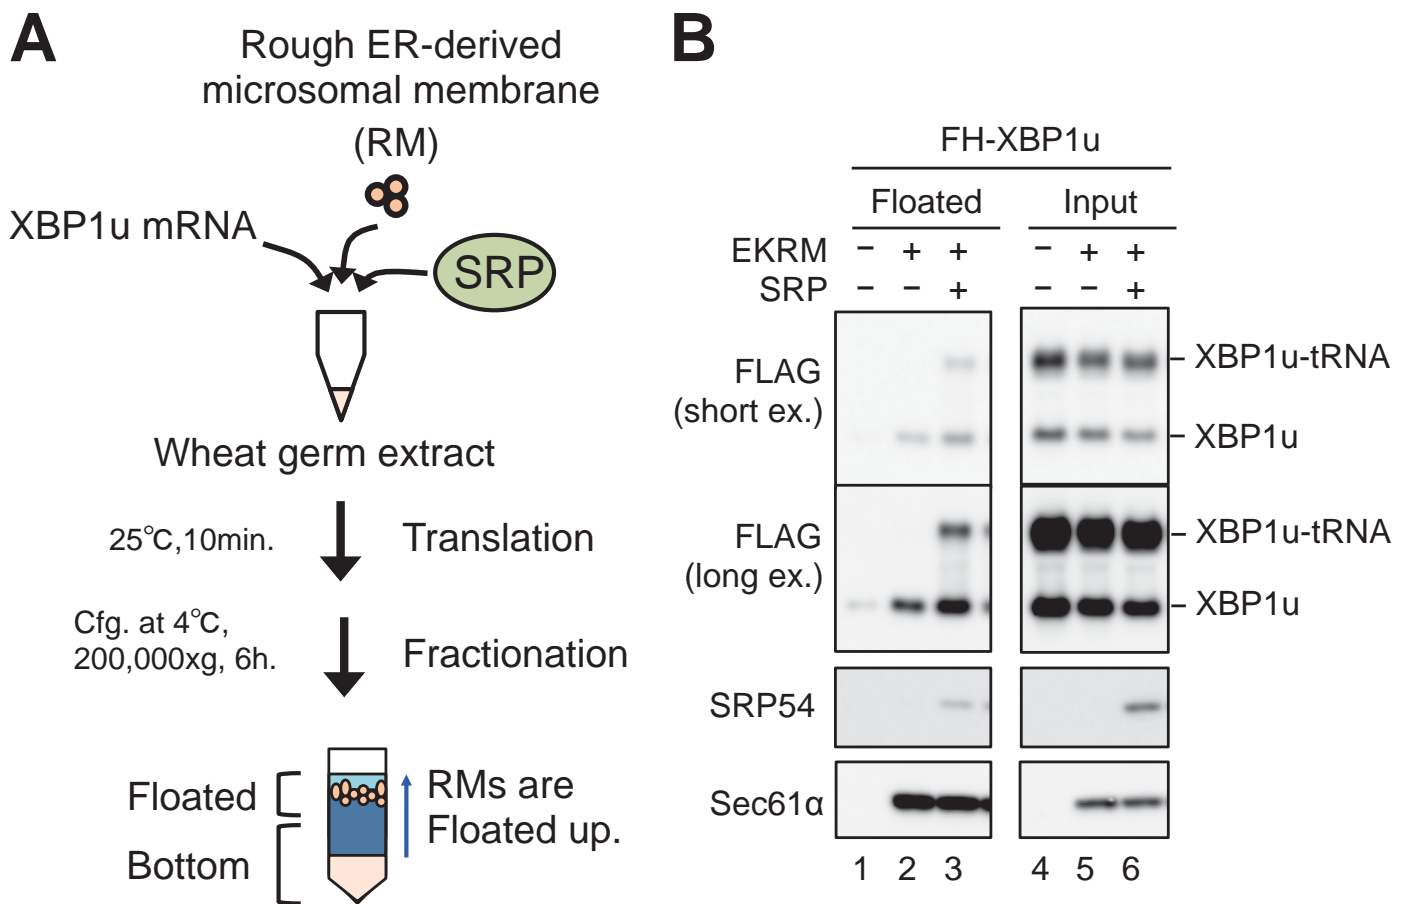 A
Rough ER-derived
microsomal membrane
(RM)
XBP1u mRNA
SRP
Wheat germ extract
25℃,10min.
Translation
Cfg. at 4℃,
200,000xg, 6h.
Fractionation
Floated
Bottom
RMs are
Floated up.
B
FH-XBP1u
Floated Input
EKRM − + + − + +
SRP − − + − − +
FLAG
(short ex.)
XBP1u-tRNA
XBP1u
FLAG
(long ex.)
XBP1u-tRNA
XBP1u
SRP54
Sec61α
1 2 3 4 5 6